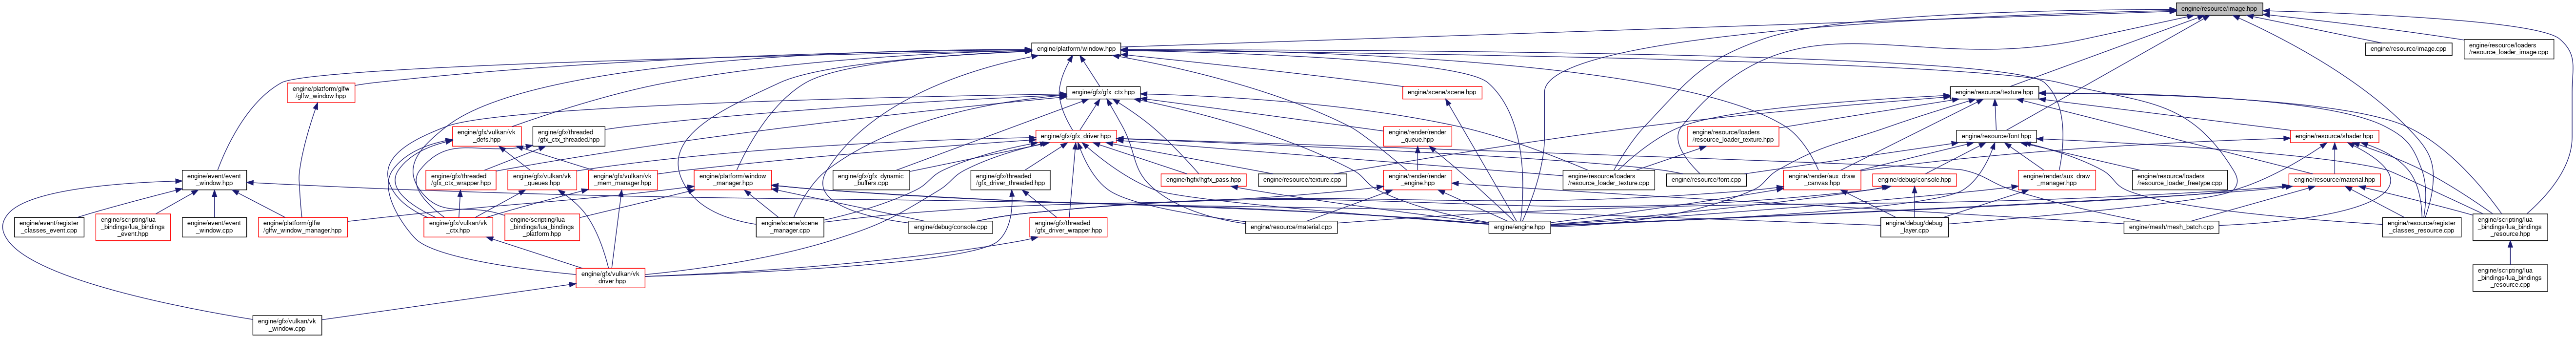 engine/resource/image.hpp
engine/platform/window.hpp
engine/resource/image.cpp
engine/resource/loaders
/resource_loader_image.cpp
engine/platform/glfw
/glfw_window.hpp
engine/gfx/gfx_ctx.hpp
engine/scene/scene.hpp
engine/resource/texture.hpp
engine/gfx/vulkan/vk
_defs.hpp
engine/gfx/threaded
/gfx_ctx_threaded.hpp
engine/gfx/gfx_driver.hpp
engine/render/render
_queue.hpp
engine/resource/loaders
/resource_loader_texture.hpp
engine/resource/font.hpp
engine/resource/shader.hpp
engine/event/event
_window.hpp
engine/gfx/threaded
/gfx_ctx_wrapper.hpp
engine/gfx/vulkan/vk
_queues.hpp
engine/gfx/vulkan/vk
_mem_manager.hpp
engine/platform/window
_manager.hpp
engine/gfx/gfx_dynamic
_buffers.cpp
engine/gfx/threaded
/gfx_driver_threaded.hpp
engine/hgfx/hgfx_pass.hpp
engine/resource/texture.cpp
engine/render/render
_engine.hpp
engine/resource/loaders
/resource_loader_texture.cpp
engine/resource/font.cpp
engine/render/aux_draw
_canvas.hpp
engine/debug/console.hpp
engine/render/aux_draw
_manager.hpp
engine/resource/loaders
/resource_loader_freetype.cpp
engine/resource/material.hpp
engine/event/register
_classes_event.cpp
engine/scripting/lua
_bindings/lua_bindings
_event.hpp
engine/event/event
_window.cpp
engine/platform/glfw
/glfw_window_manager.hpp
engine/gfx/vulkan/vk
_ctx.hpp
engine/scripting/lua
_bindings/lua_bindings
_platform.hpp
engine/scene/scene
_manager.cpp
engine/debug/console.cpp
engine/gfx/threaded
/gfx_driver_wrapper.hpp
engine/resource/material.cpp
engine/engine.hpp
engine/debug/debug
_layer.cpp
engine/mesh/mesh_batch.cpp
engine/resource/register
_classes_resource.cpp
engine/scripting/lua
_bindings/lua_bindings
_resource.hpp
engine/gfx/vulkan/vk
_driver.hpp
engine/scripting/lua
_bindings/lua_bindings
_resource.cpp
engine/gfx/vulkan/vk
_window.cpp